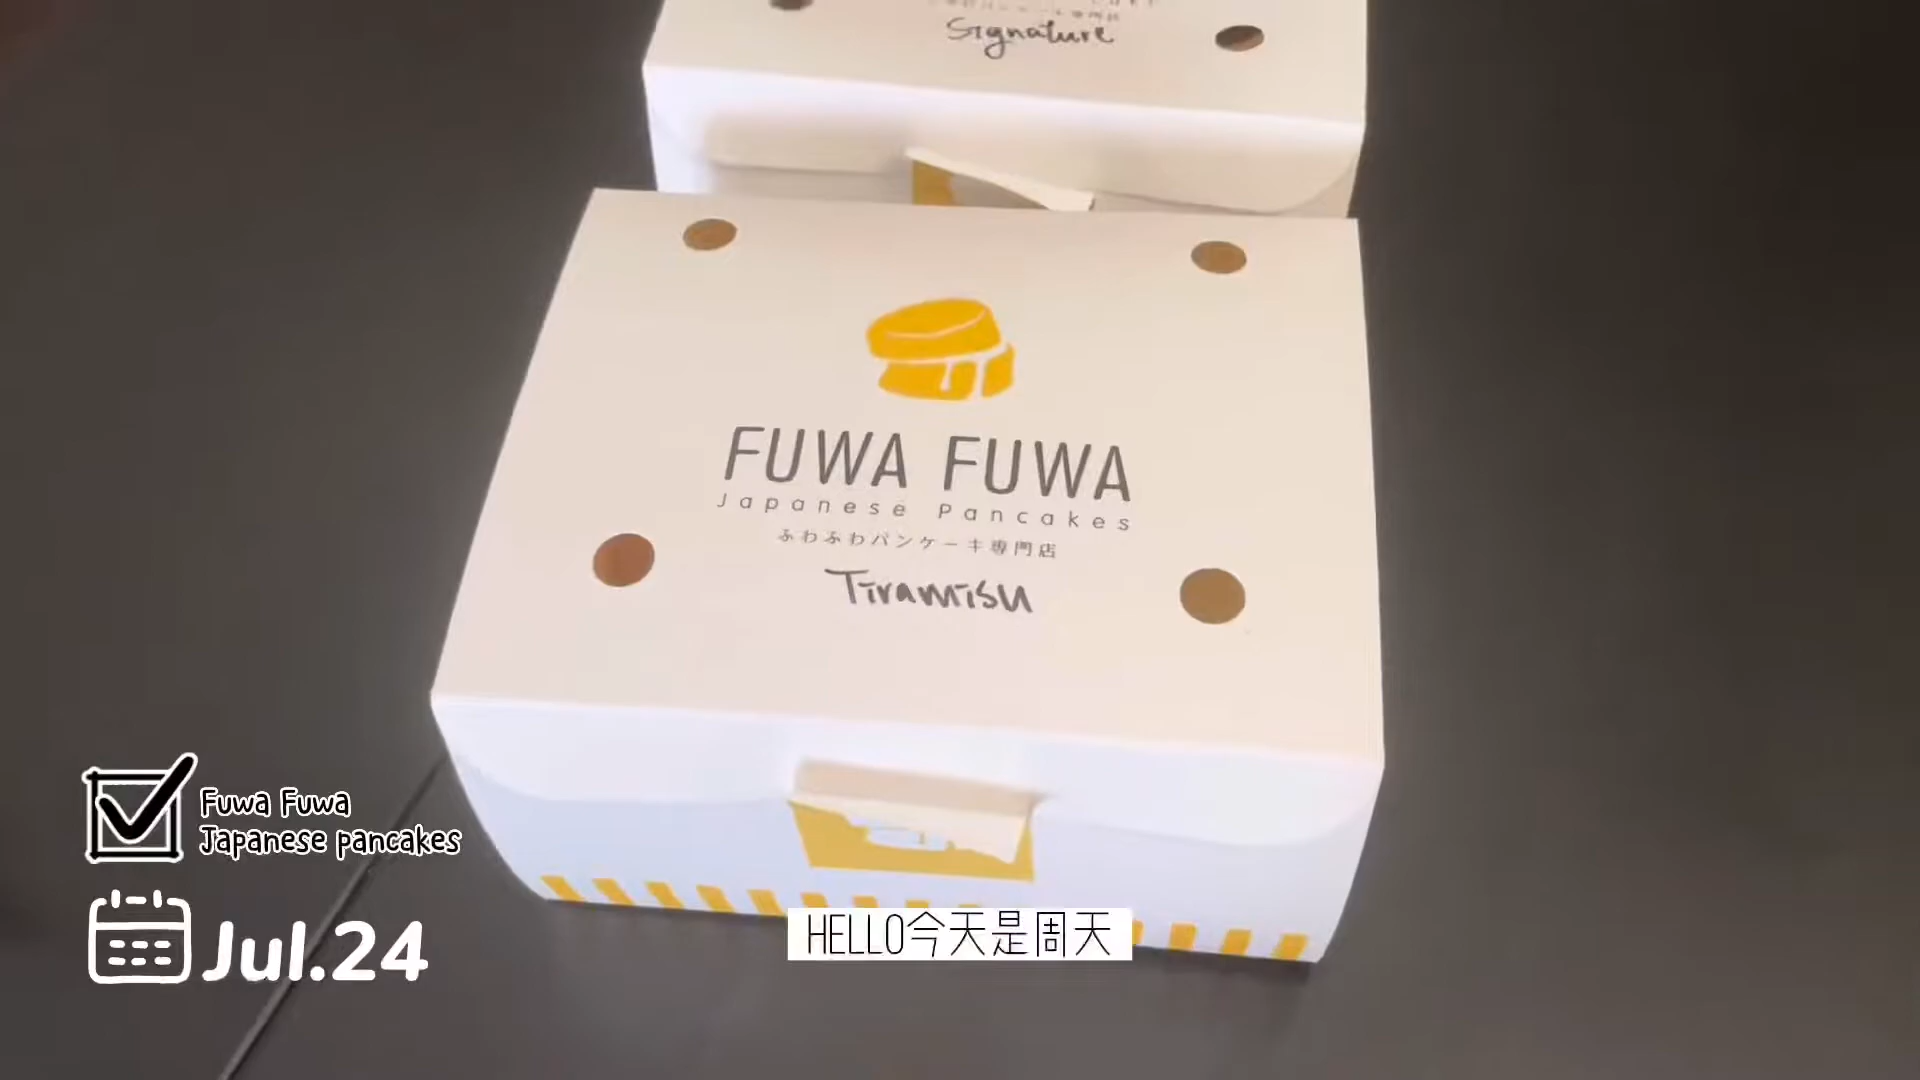 Signature
FUWA FUWA
Japanese Pancakes
ふわふわパンケーキ専門店
Tiramisu
Fuwa Fuwa
Japanese pancakes
Jul.24
HELLO今天是周天